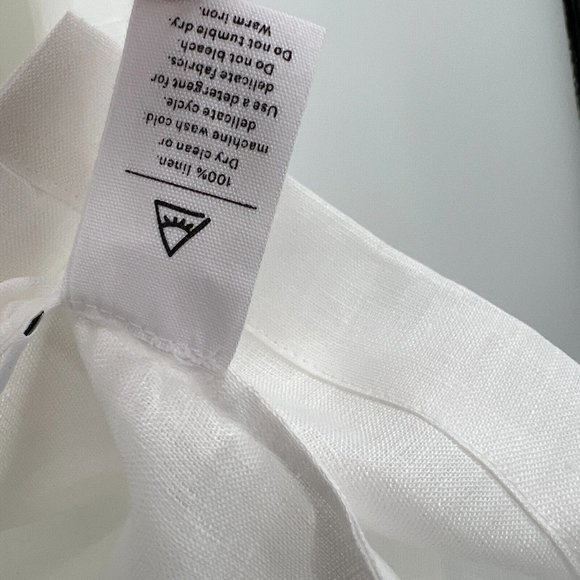 100% linen.
Dry clean or
machine wash cold.
delicate cycle.
Use a detergent for
delicate fabrics.
Do not bleach.
Do not tumble dry.
Warm iron.